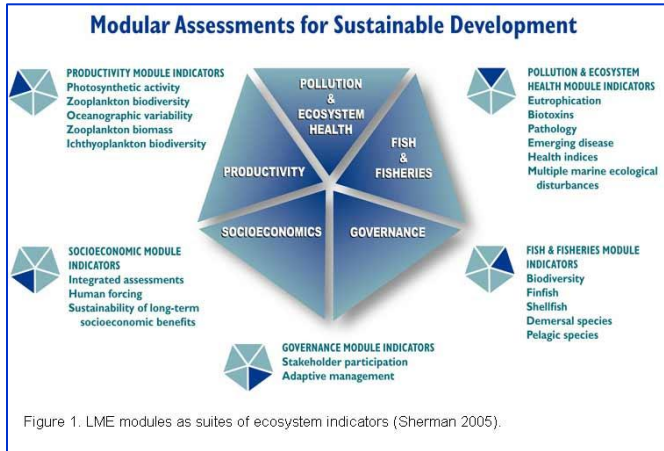 Modular Assessments for Sustainable Development
PRODUCTIVITY MODULE INDICATORS
Photosynthetic activity
Zooplankton biodiversity
Oceanographic variability
Zooplankton biomass
Ichthyoplankton biodiversity
POLLUTION
&
ECOSYSTEM
HEALTH
PRODUCTIVITY
FISH
&
FISHERIES
SOCIOECONOMICS
GOVERNANCE
POLLUTION & ECOSYSTEM
HEALTH MODULE INDICATORS
Eutrophication
Biotoxins
Pathology
Emerging disease
Health indices
Multiple marine ecological
disturbances
SOCIOECONOMIC MODULE
INDICATORS
Integrated assessments
Human forcing
Sustainability of long-term
socioeconomic benefits
FISH & FISHERIES MODULE
INDICATORS
Biodiversity
Finfish
Shellfish
Demersal species
Pelagic species
GOVERNANCE MODULE INDICATORS
Stakeholder participation
Adaptive management
Figure 1. LME modules as suites of ecosystem indicators (Sherman 2005).